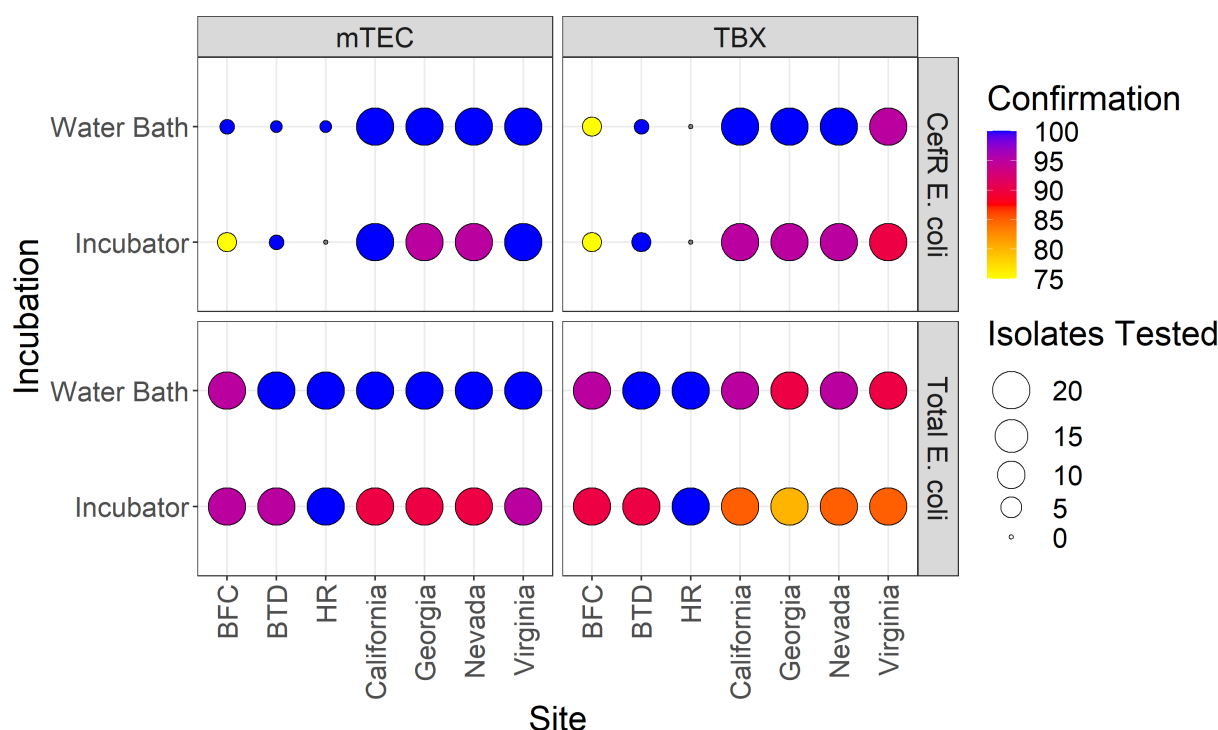 mTEC
TBX
Water Bath
Incubator
CefR E. coli
Water Bath
Incubator
Total E. coli
Incubation
BFC
BTD
HR
California
Georgia
Nevada
Virginia
BFC
BTD
HR
California
Georgia
Nevada
Virginia
Site
Confirmation
100
95
90
85
80
75
Isolates Tested
20
15
10
5
0